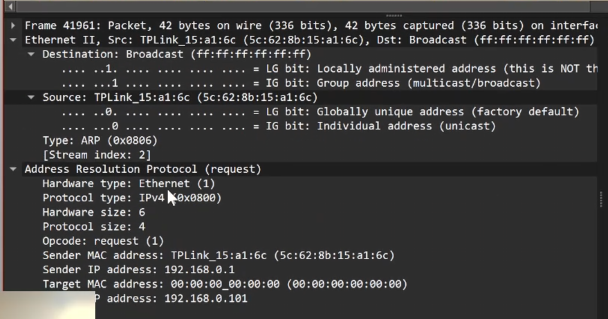 Frame 41961: Packet, 42 bytes on wire (336 bits), 42 bytes captured (336 bits) on interfac
Ethernet II, Src: TPLink_15:a1:6c (5c:62:8b:15:a1:6c), Dst: Broadcast (ff:ff:ff:ff:ff:ff)
Destination: Broadcast (ff:ff:ff:ff:ff:ff)
.... ..1. .... .... .... .... = LG bit: Locally administered address (this is NOT th
.... ...1 .... .... .... .... = IG bit: Group address (multicast/broadcast)
Source: TPLink_15:a1:6c (5c:62:8b:15:a1:6c)
.... ..0. .... .... .... .... = LG bit: Globally unique address (factory default)
.... ...0 .... .... .... .... = IG bit: Individual address (unicast)
Type: ARP (0x0806)
[Stream index: 2]
Address Resolution Protocol (request)
Hardware type: Ethernet (1)
Protocol type: IPv4 (0x0800)
Hardware size: 6
Protocol size: 4
Opcode: request (1)
Sender MAC address: TPLink_15:a1:6c (5c:62:8b:15:a1:6c)
Sender IP address: 192.168.0.1
Target MAC address: 00:00:00_00:00:00 (00:00:00:00:00:00)
P address: 192.168.0.101